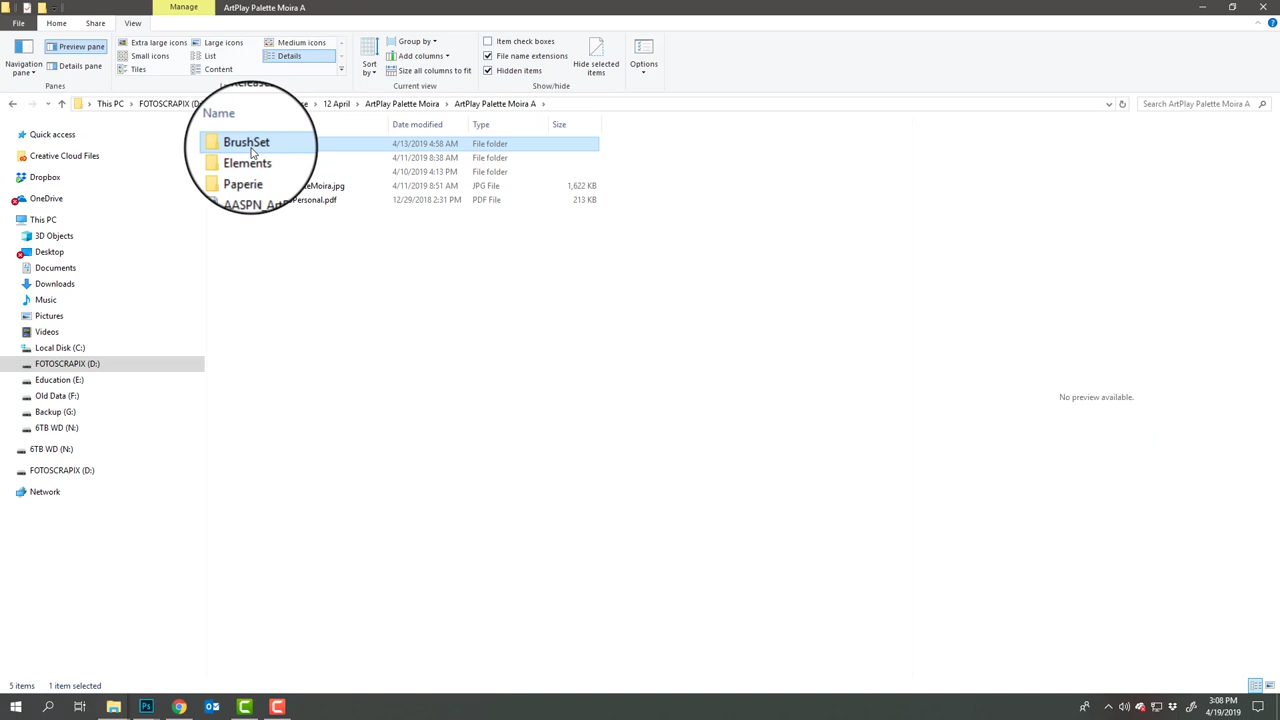 Manage
ArtPlay Palette Moira A
File
Home
Share
View
Navigation pane
Preview pane
Details pane
Panes
Extra large icons
Large icons
Medium icons
Small icons
List
Details
Tiles
Content
Sort by
Group by
Add columns
Size all columns to fit
Current view
Item check boxes
File name extensions
Hidden items
Hide selected items
Show/hide
Options
This PC
FOTOSCRAPIX (D:)
12 April
ArtPlay Palette Moira
ArtPlay Palette Moira A
Search ArtPlay Palette Moira A
Name
Date modified
Type
Size
BrushSet
4/13/2019 4:58 AM
File folder
Elements
4/11/2019 8:38 AM
File folder
Paperie
4/10/2019 4:13 PM
File folder
4/11/2019 8:51 AM
JPG File
1,622 KB
12/29/2018 2:31 PM
PDF File
213 KB
Quick access
Creative Cloud Files
Dropbox
OneDrive
This PC
3D Objects
Desktop
Documents
Downloads
Music
Pictures
Videos
Local Disk (C:)
FOTOSCRAPIX (D:)
Education (E:)
Old Data (F:)
Backup (G:)
6TB WD (N:)
6TB WD (N:)
FOTOSCRAPIX (D:)
Network
No preview available.
5 items
1 item selected
3:08 PM
4/19/2019